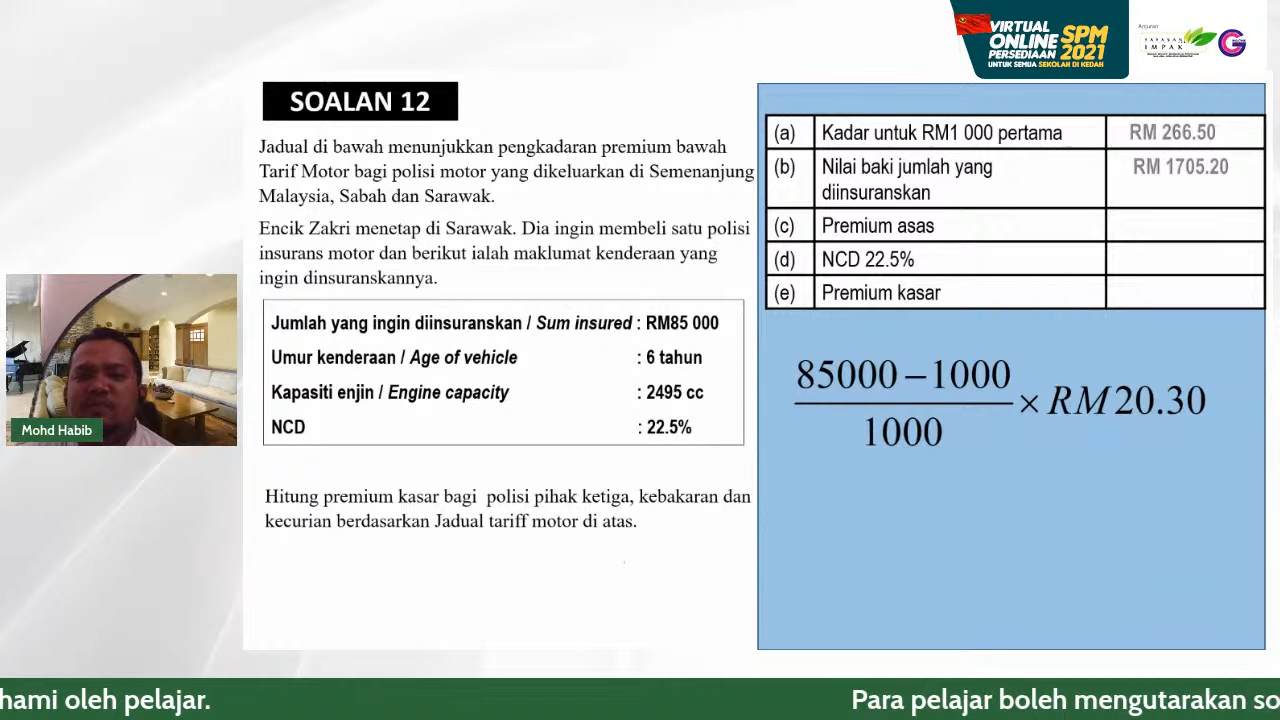 VIRTUAL
ONLINE
PERSEDIAAN
SPM
2021
UNTUK SEMUA SEKOLAH DI KEDAH
Anjuran
YAYASAN
IMPAK
SOALAN 12
Jadual di bawah menunjukkan pengkadaran premium bawah
Tarif Motor bagi polisi motor yang dikeluarkan di Semenanjung
Malaysia, Sabah dan Sarawak.
Encik Zakri menetap di Sarawak. Dia ingin membeli satu polisi
insurans motor dan berikut ialah maklumat kenderaan yang
ingin dinsuranskannya.
Jumlah yang ingin diinsuranskan / Sum insured : RM85 000
Umur kenderaan / Age of vehicle : 6 tahun
Kapasiti enjin / Engine capacity : 2495 cc
NCD : 22.5%
Hitung premium kasar bagi polisi pihak ketiga, kebakaran dan
kecurian berdasarkan Jadual tariff motor di atas.
(a) Kadar untuk RM1 000 pertama RM 266.50
(b) Nilai baki jumlah yang RM 1705.20
diinsuranskan
(c) Premium asas
(d) NCD 22.5%
(e) Premium kasar
85000 – 1000
× RM 20.30
1000
Mohd Habib
hami oleh pelajar. Para pelajar boleh mengutarakan so